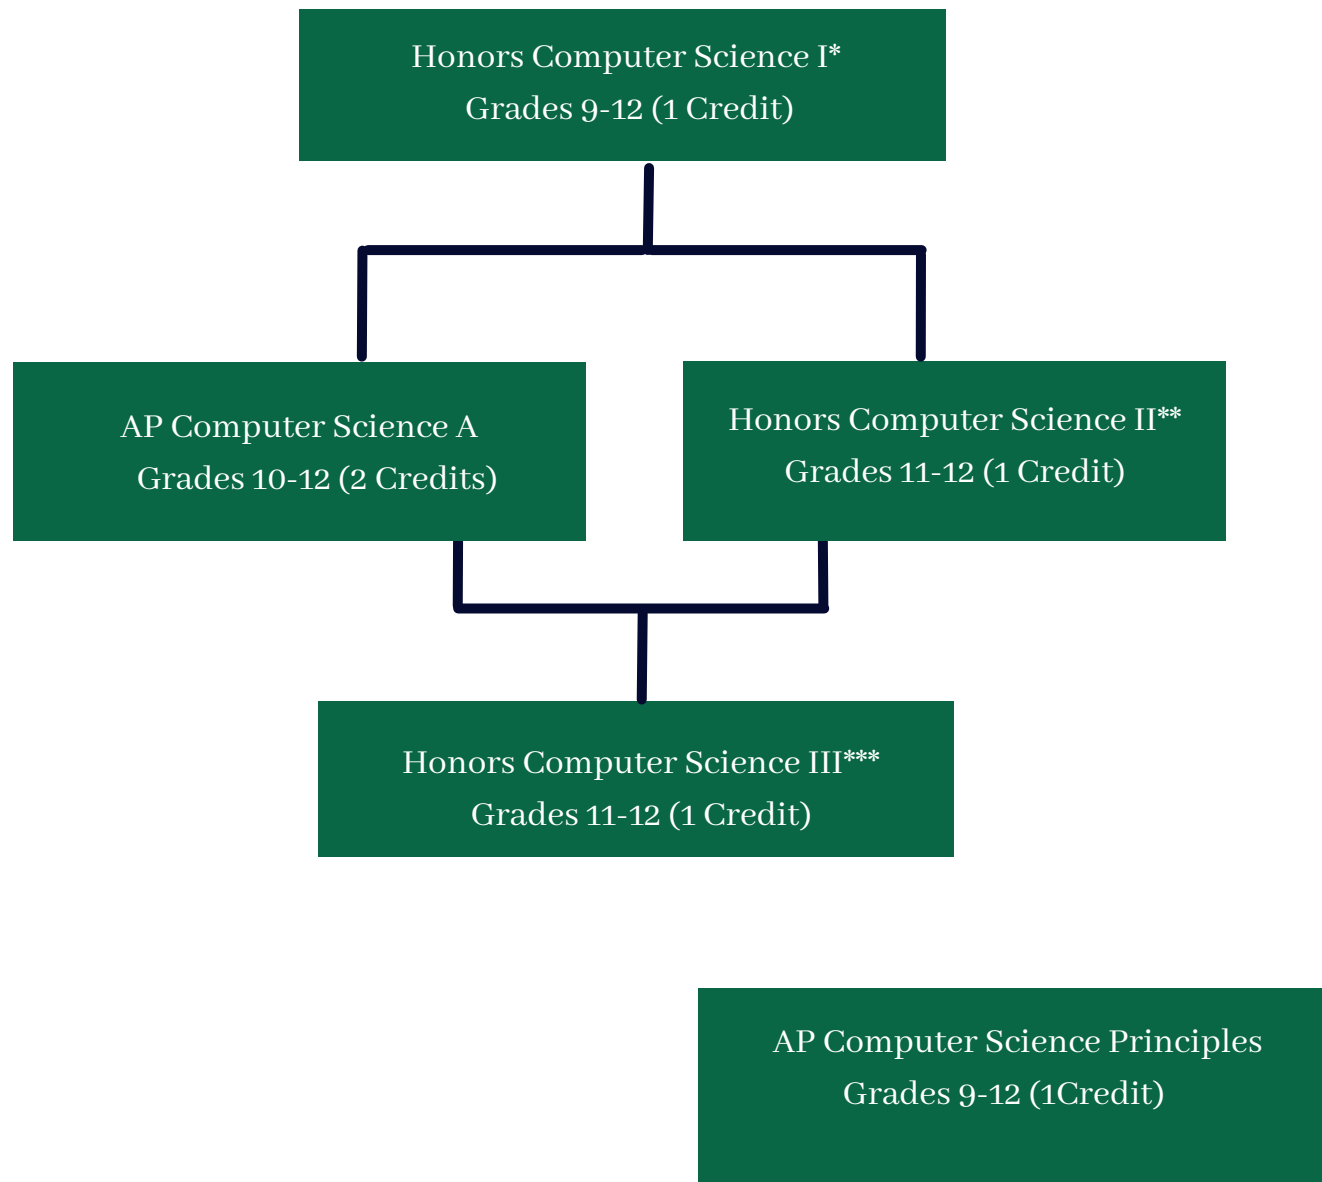 Honors Computer Science I*
Grades 9-12 (1 Credit)
AP Computer Science A
Grades 10-12 (2 Credits)
Honors Computer Science II**
Grades 11-12 (1 Credit)
Honors Computer Science III***
Grades 11-12 (1 Credit)
AP Computer Science Principles
Grades 9-12 (1Credit)